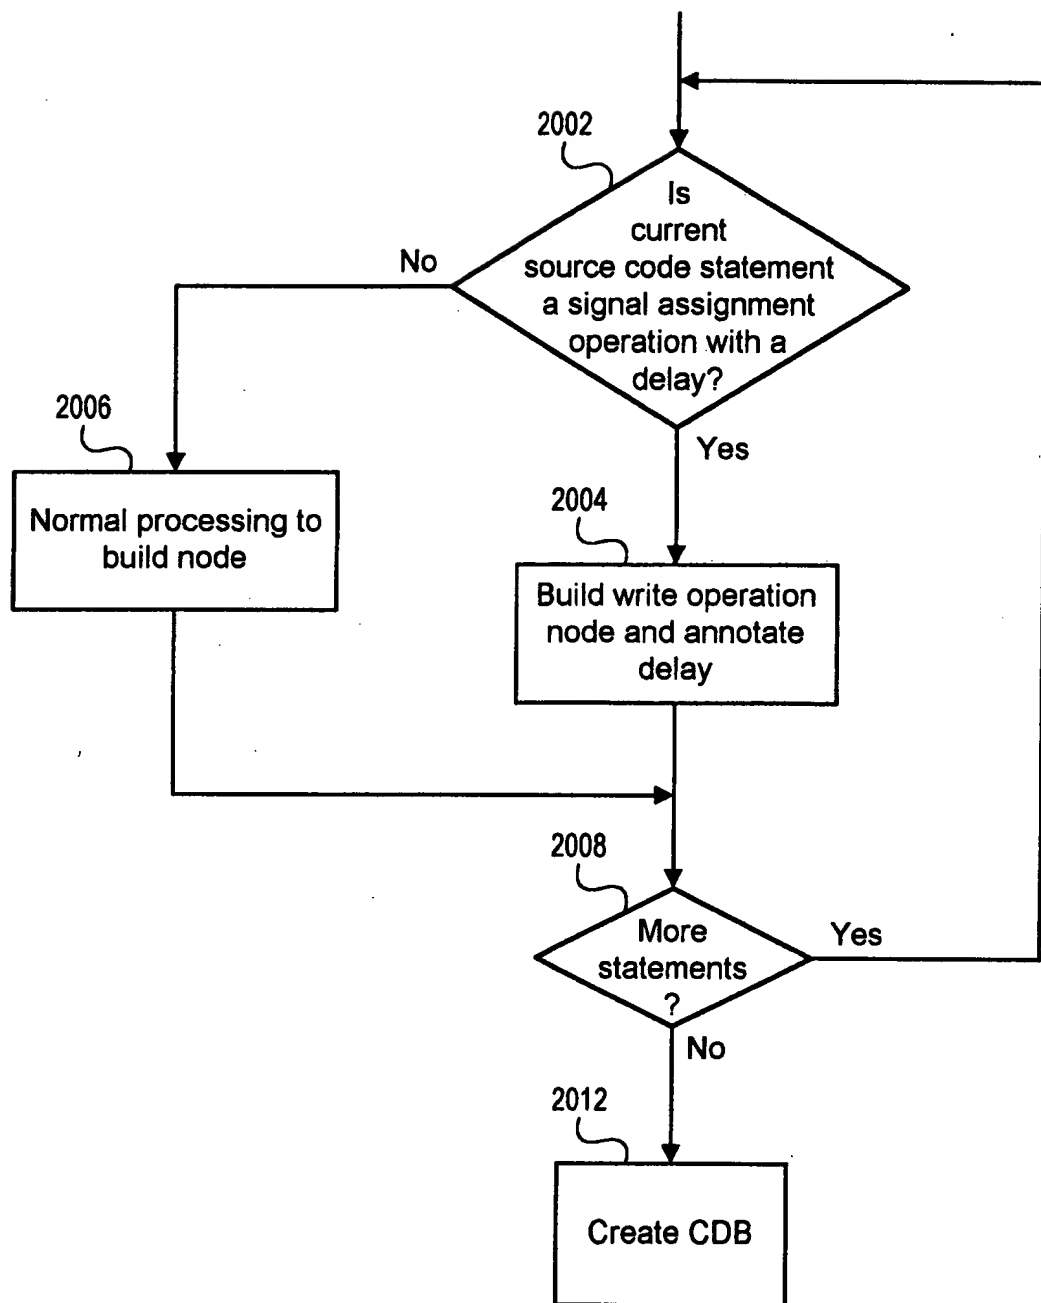 2002
Is
current
source code statement
a signal assignment
operation with a
delay?
No
Yes
2006
Normal processing to
build node
2004
Build write operation
node and annotate
delay
2008
More
statements
?
Yes
No
2012
Create CDB